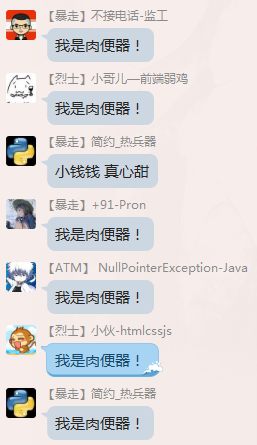 【暴走】不接电话-监工
我是肉便器！
【烈士】小哥儿—前端弱鸡
我是肉便器！
【暴走】简约_热兵器
小钱钱 真心甜
【暴走】+91-Pron
我是肉便器！
【ATM】 NullPointerException-Java
我是肉便器！
【烈士】小伙-htmlcssjs
我是肉便器！
【暴走】简约_热兵器
我是肉便器！